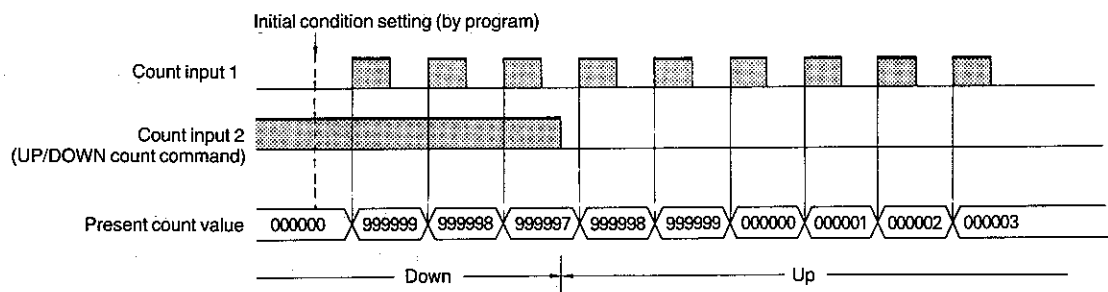 Initial condition setting (by program)
Count input 1
Count input 2
(UP/DOWN count command)
Present count value
000000 999999 999998 999997 999998 999999 000000 000001 000002 000003
Down Up